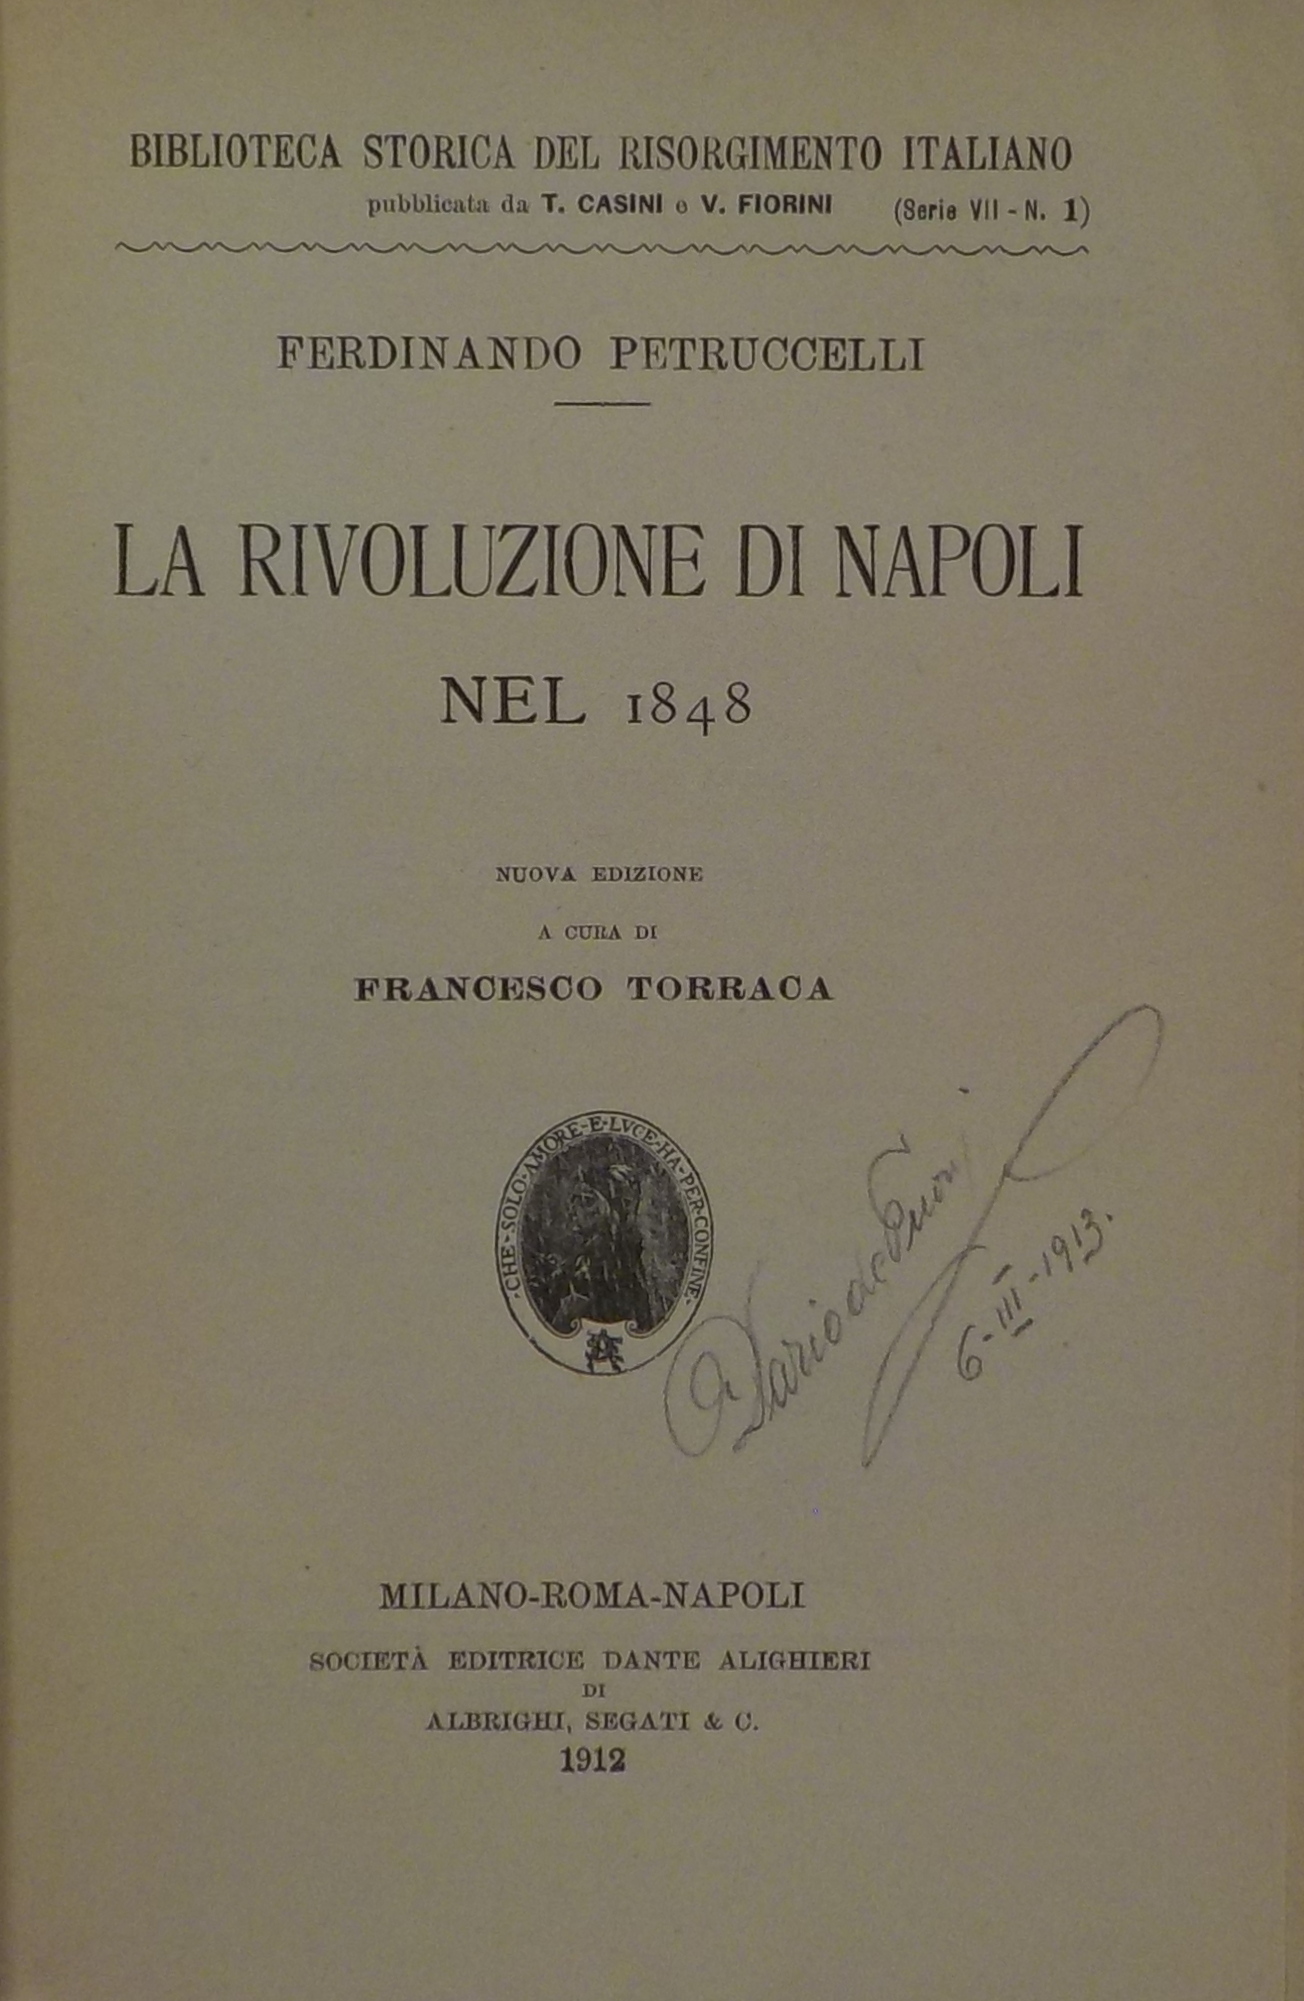 BIBLIOTECA STORICA DEL RISORGIMENTO ITALIANO
pubblicata da T. CASINI e V. FIORINI (Serie VII - N. 1)
FERDINANDO PETRUCCELLI
LA RIVOLUZIONE DI NAPOLI
NEL 1848
NUOVA EDIZIONE
A CURA DI
FRANCESCO TORRACA
·CHE·SOLO·AMORE·E·LVCE·HA·PER·CONFINE·
Dario de
6-III-1913.
MILANO-ROMA-NAPOLI
SOCIETÀ EDITRICE DANTE ALIGHIERI
DI
ALBRIGHI, SEGATI & C.
1912